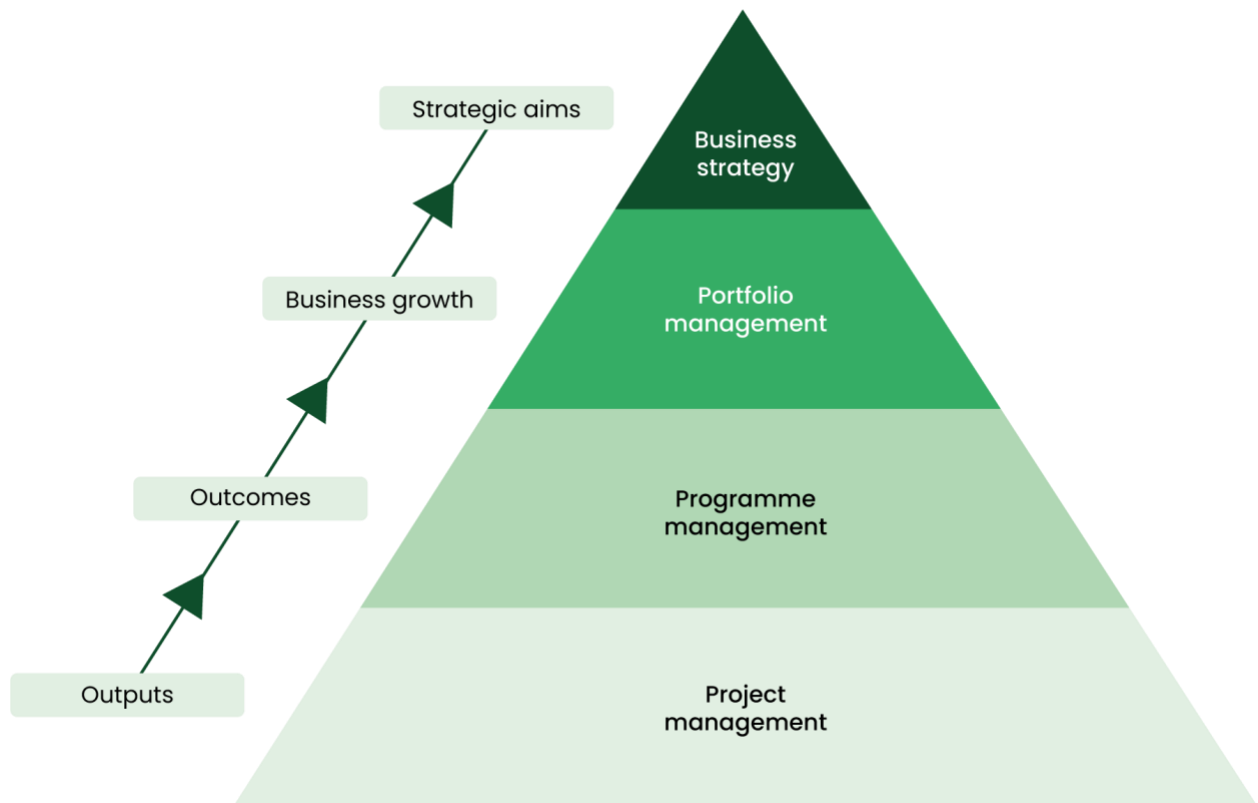 Strategic aims
Business
strategy
Business growth
Portfolio
management
Outcomes
Programme
management
Outputs
Project
management